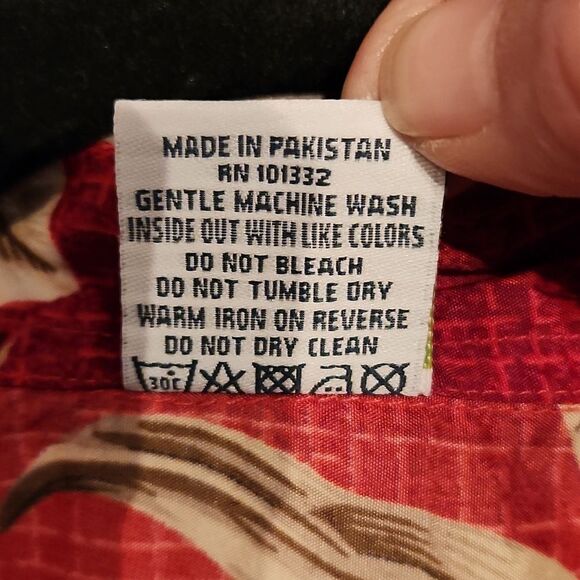 MADE IN PAKISTAN
RN 101332
GENTLE MACHINE WASH
INSIDE OUT WITH LIKE COLORS
DO NOT BLEACH
DO NOT TUMBLE DRY
WARM IRON ON REVERSE
DO NOT DRY CLEAN
30C